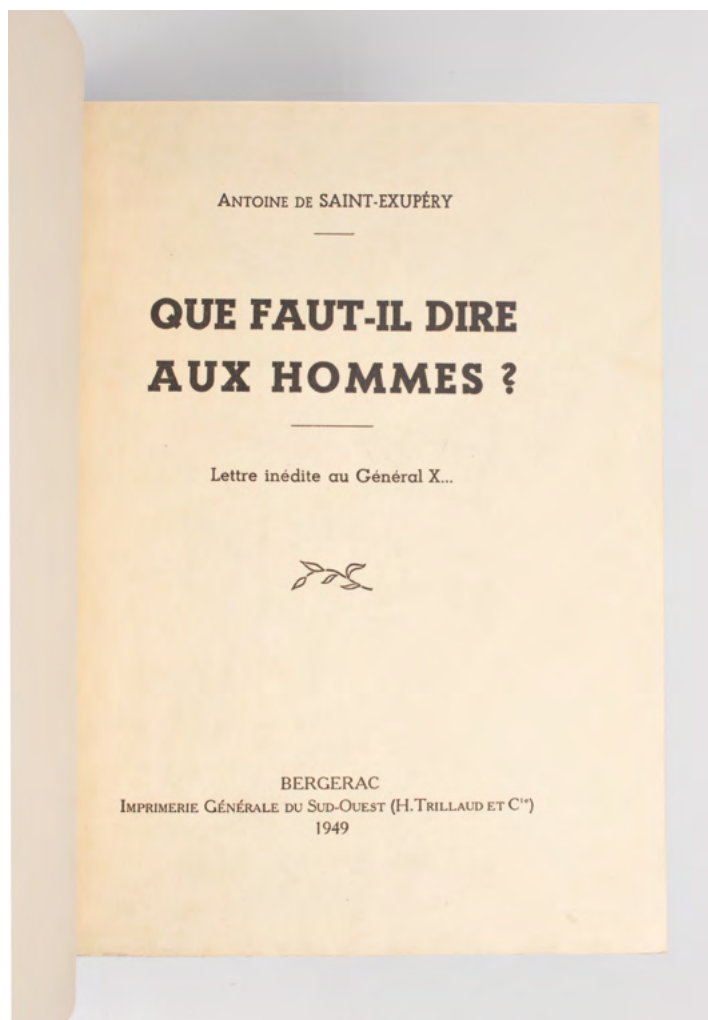 ANTOINE DE SAINT-EXUPÉRY
QUE FAUT-IL DIRE
AUX HOMMES ?
Lettre inédite au Général X...
BERGERAC
IMPRIMERIE GÉNÉRALE DU SUD-OUEST (H. TRILLAUD ET Cie)
1949